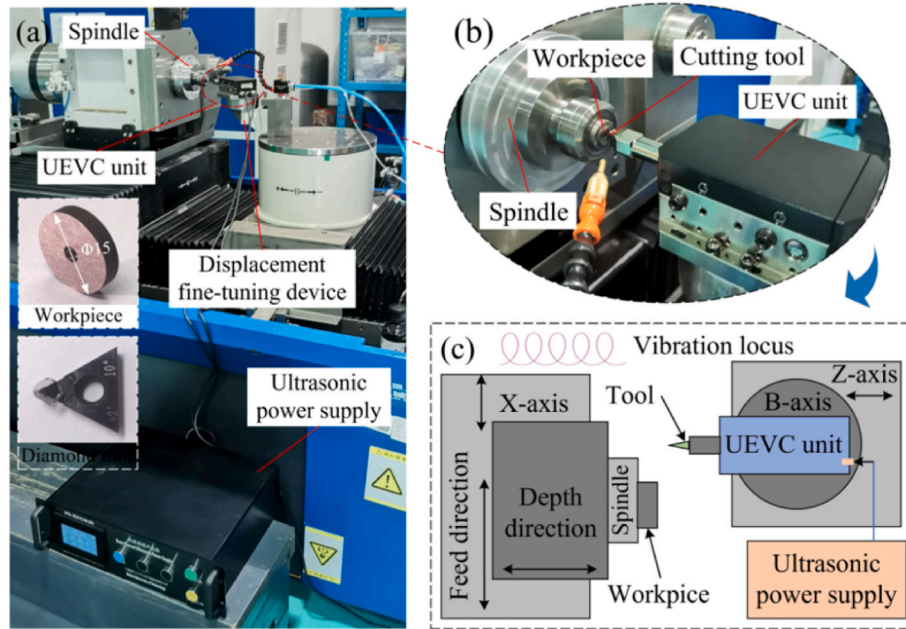 (a)
Spindle
UEVC unit
Φ15
Workpiece
10°
Displacement
fine-tuning device
Diamond tool
Ultrasonic
power supply
(b)
Workpiece
Cutting tool
UEVC unit
Spindle
(c)
Vibration locus
X-axis
Feed direction
Depth
direction
Spindle
Workpice
Tool
B-axis
Z-axis
UEVC unit
Ultrasonic
power supply